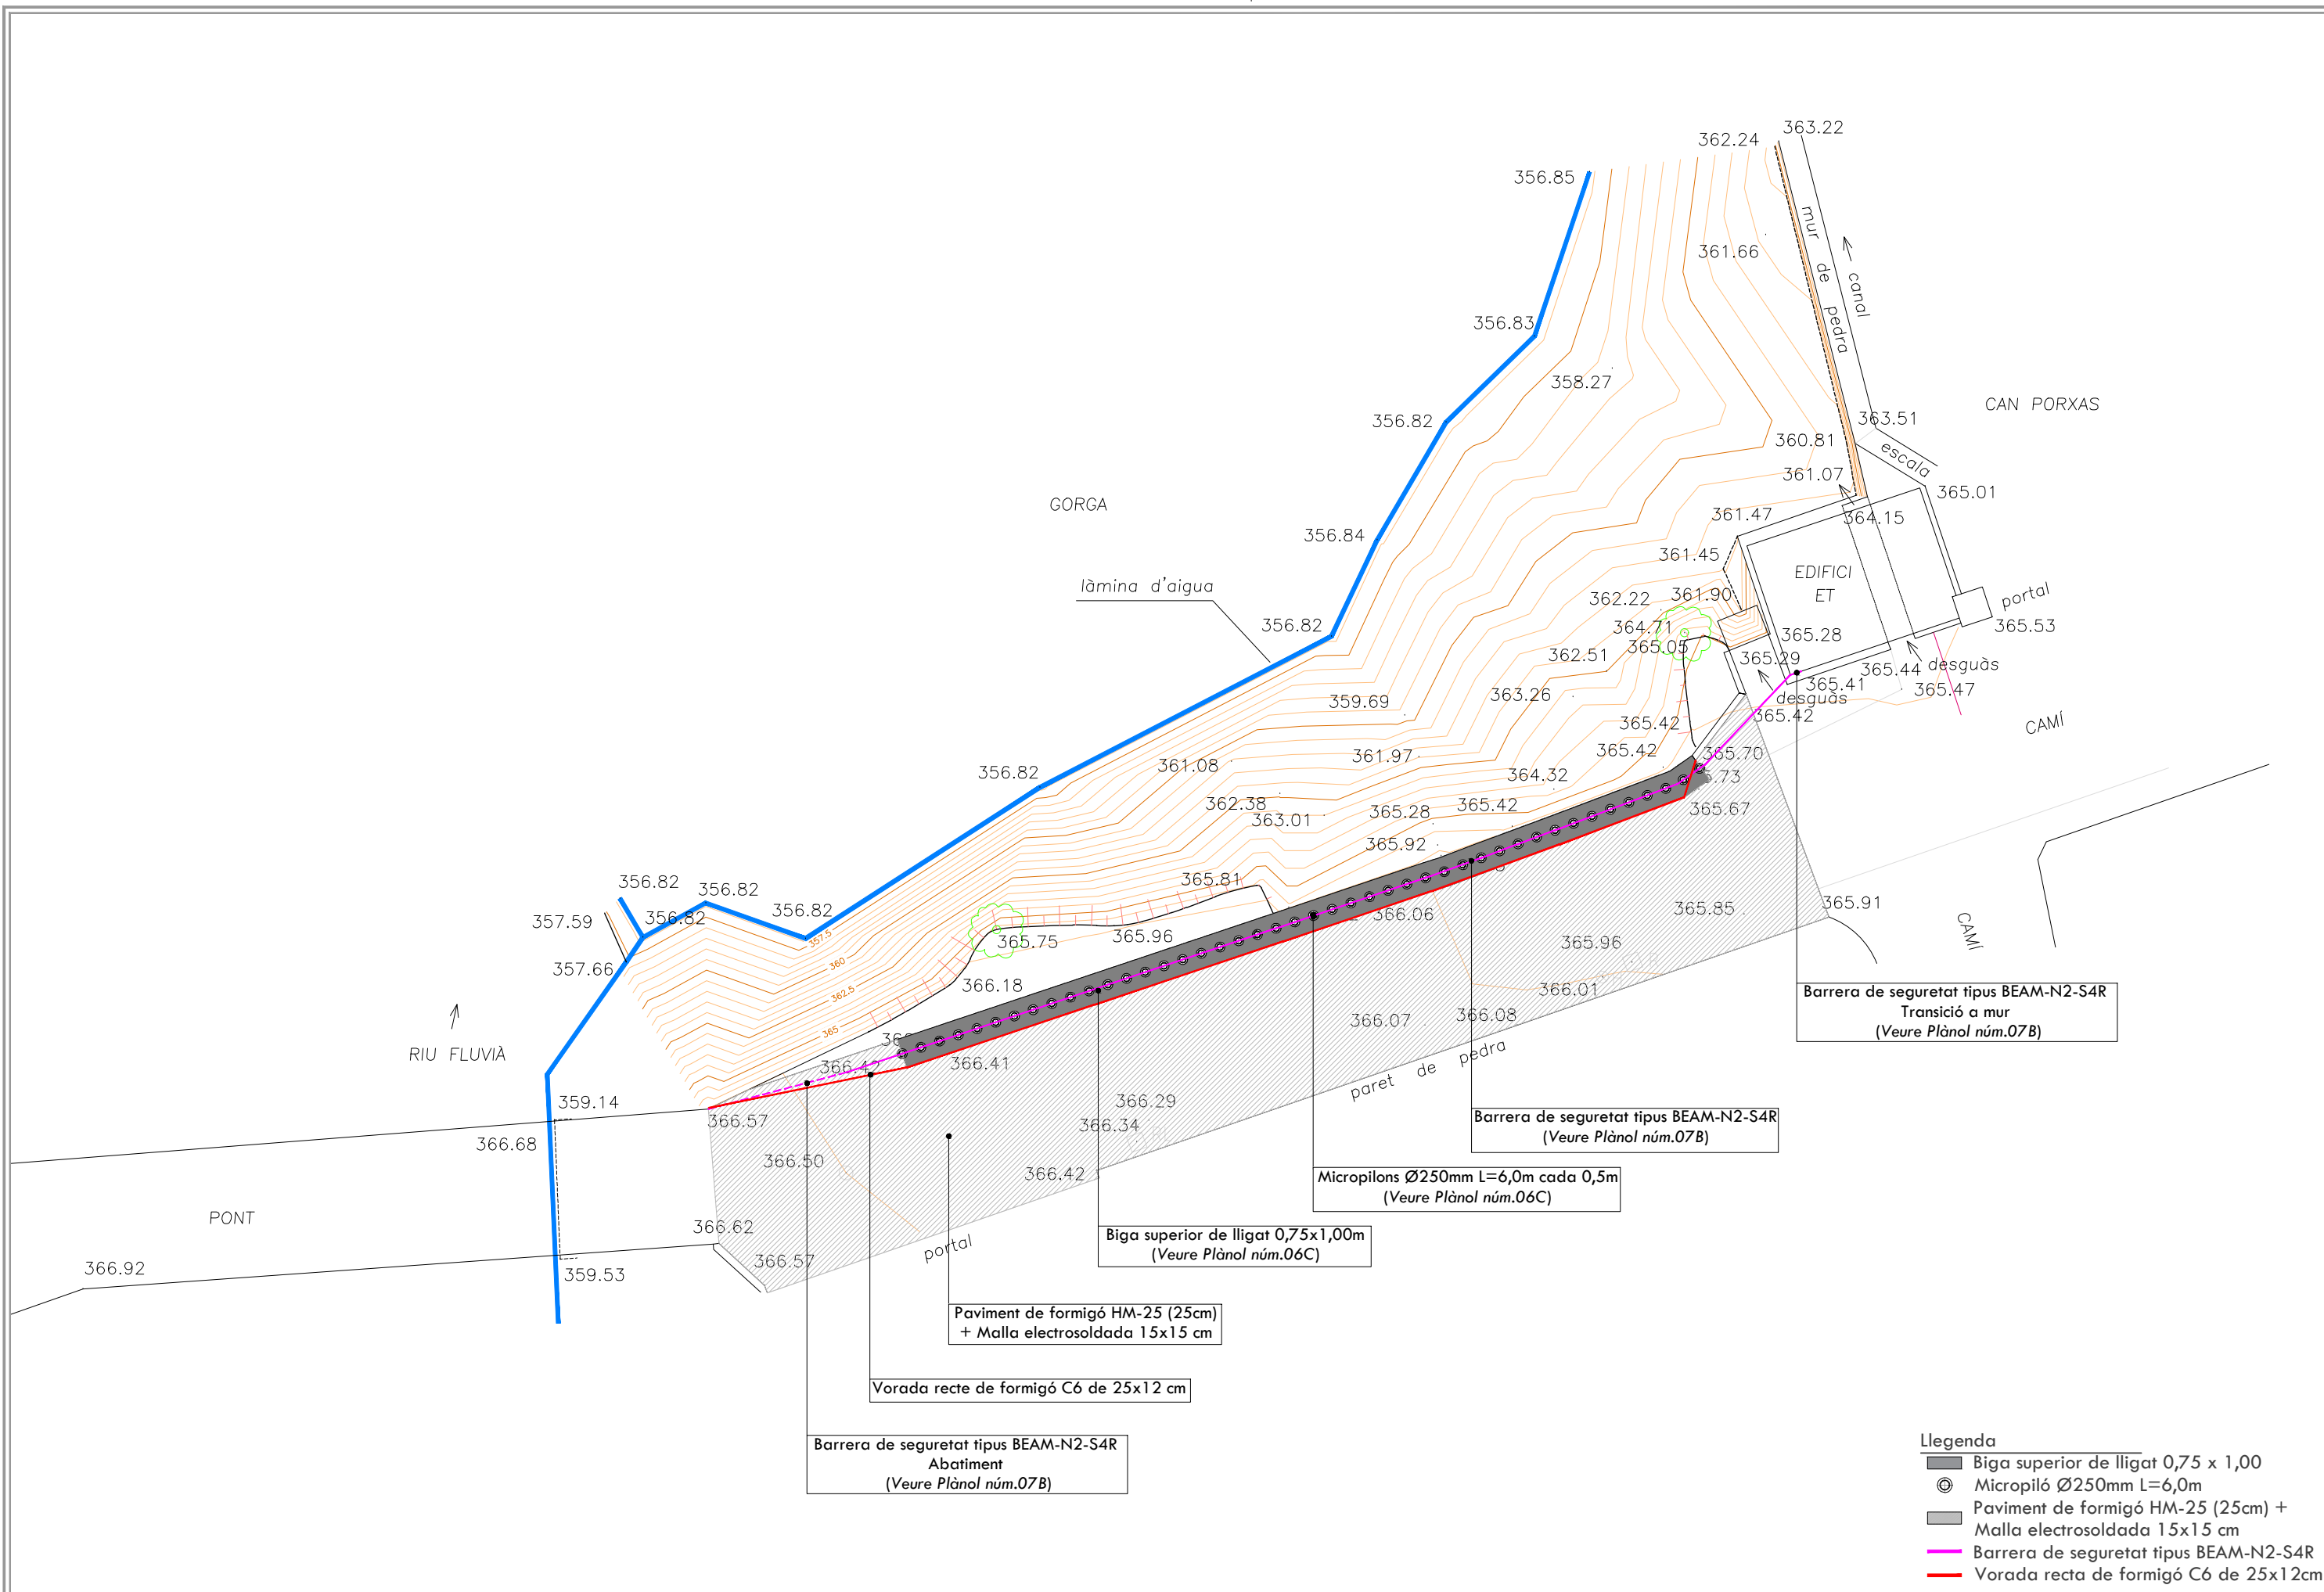 362.24
363.22
356.85
mur de pedra
canal
361.66
356.83
358.27
CAN PORXAS
356.82
363.51
360.81
escala
361.07
365.01
GORGA
361.47
364.15
356.84
361.45
EDIFICI
ET
làmina d'aigua
362.22
361.90
portal
356.82
364.71
365.28
365.53
365.05
362.51
365.29
desguàs
365.44
365.41
365.47
363.26
desguàs
359.69
365.42
365.42
CAMÍ
365.42
365.70
361.97
361.08
356.82
364.32
5.73
362.38
365.42
365.28
365.67
363.01
365.92
356.82
356.82
365.81
365.91
365.85
356.82
356.82
357.59
366.06
CAMÍ
357.5
365.75
365.96
365.96
357.66
360
366.18
366.01
362.5
Barrera de seguretat tipus BEAM-N2-S4R
Transició a mur
(Veure Plànol núm.07B)
366.07
366.08
365
RIU FLUVIÀ
paret de pedra
366.42
366.41
359.14
366.29
366.57
366.34
Barrera de seguretat tipus BEAM-N2-S4R
(Veure Plànol núm.07B)
366.68
366.50
366.42
Micropilons Ø250mm L=6,0m cada 0,5m
(Veure Plànol núm.06C)
PONT
366.62
Biga superior de lligat 0,75x1,00m
(Veure Plànol núm.06C)
portal
366.57
366.92
359.53
Paviment de formigó HM-25 (25cm)
+ Malla electrosoldada 15x15 cm
Vorada recte de formigó C6 de 25x12 cm
Barrera de seguretat tipus BEAM-N2-S4R
Abatiment
(Veure Plànol núm.07B)
Llegenda
Biga superior de lligat 0,75 x 1,00
Micropiló Ø250mm L=6,0m
Paviment de formigó HM-25 (25cm) +
Malla electrosoldada 15x15 cm
Barrera de seguretat tipus BEAM-N2-S4R
Vorada recta de formigó C6 de 25x12cm